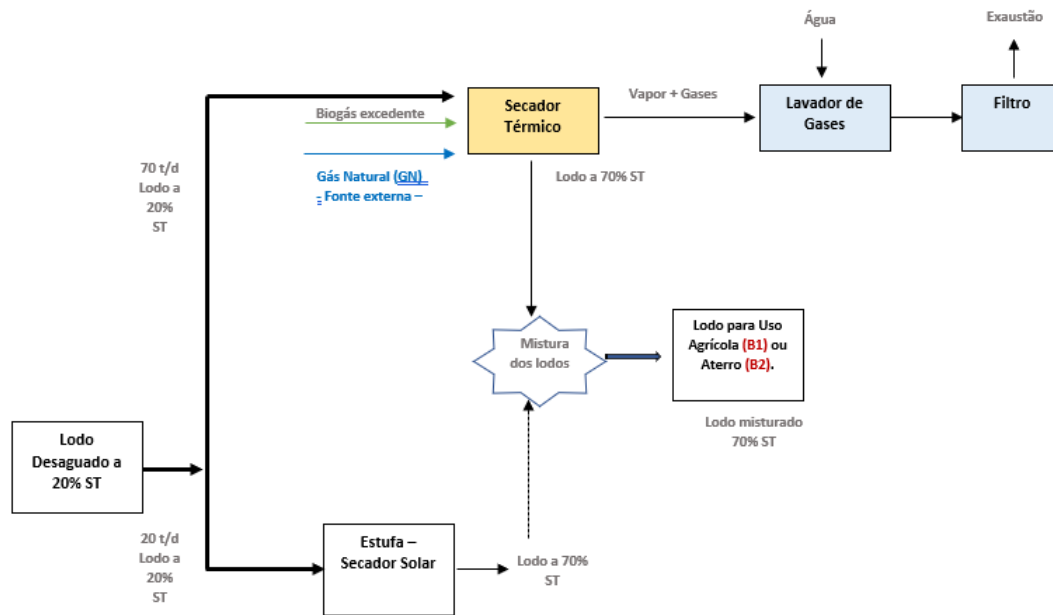 Água
Exaustão
Biogás excedente
Secador
Térmico
Vapor + Gases
Lavador de
Gases
Filtro
70 t/d
Lodo a
20%
ST
Gás Natural (GN)
- Fonte externa –
Lodo a 70% ST
Mistura
dos lodos
Lodo para Uso
Agrícola (B1) ou
Aterro (B2).
Lodo misturado
70% ST
Lodo
Desaguado a
20% ST
20 t/d
Lodo a
20%
ST
Estufa –
Secador Solar
Lodo a 70%
ST